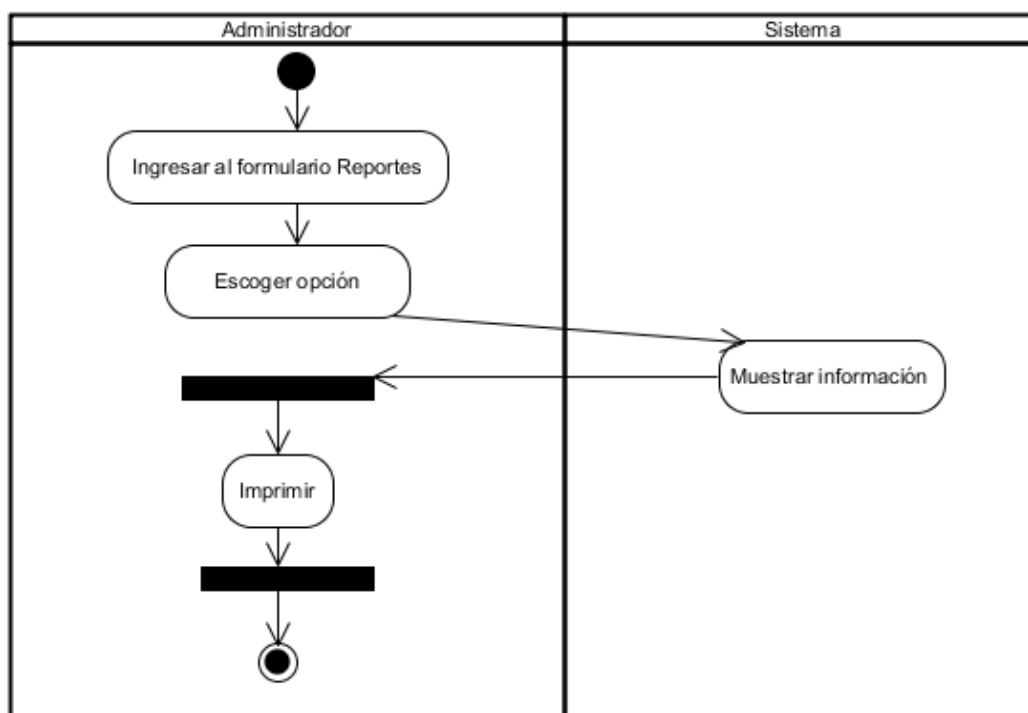 Administrador
Sistema
Ingresar al formulario Reportes
Escoger opción
Muestrar información
Imprimir